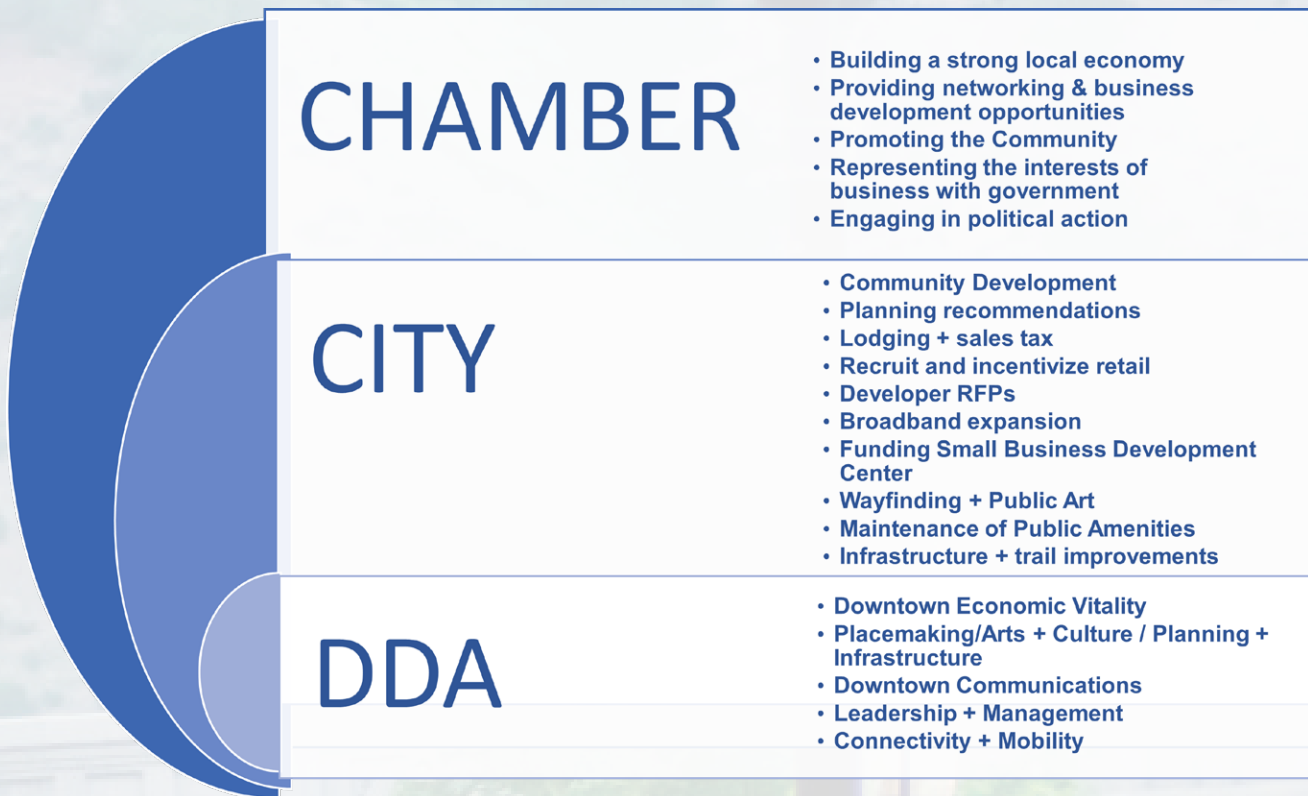 CHAMBER
• Building a strong local economy
• Providing networking & business
development opportunities
• Promoting the Community
• Representing the interests of
business with government
• Engaging in political action
CITY
• Community Development
• Planning recommendations
• Lodging + sales tax
• Recruit and incentivize retail
• Developer RFPs
• Broadband expansion
• Funding Small Business Development
Center
• Wayfinding + Public Art
• Maintenance of Public Amenities
• Infrastructure + trail improvements
DDA
• Downtown Economic Vitality
• Placemaking/Arts + Culture / Planning +
Infrastructure
• Downtown Communications
• Leadership + Management
• Connectivity + Mobility